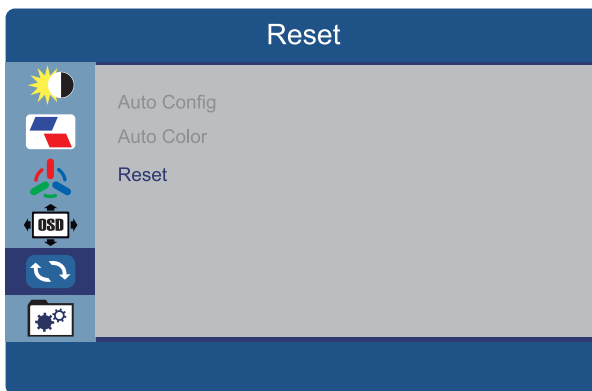 Reset
Auto Config
Auto Color
Reset
OSD